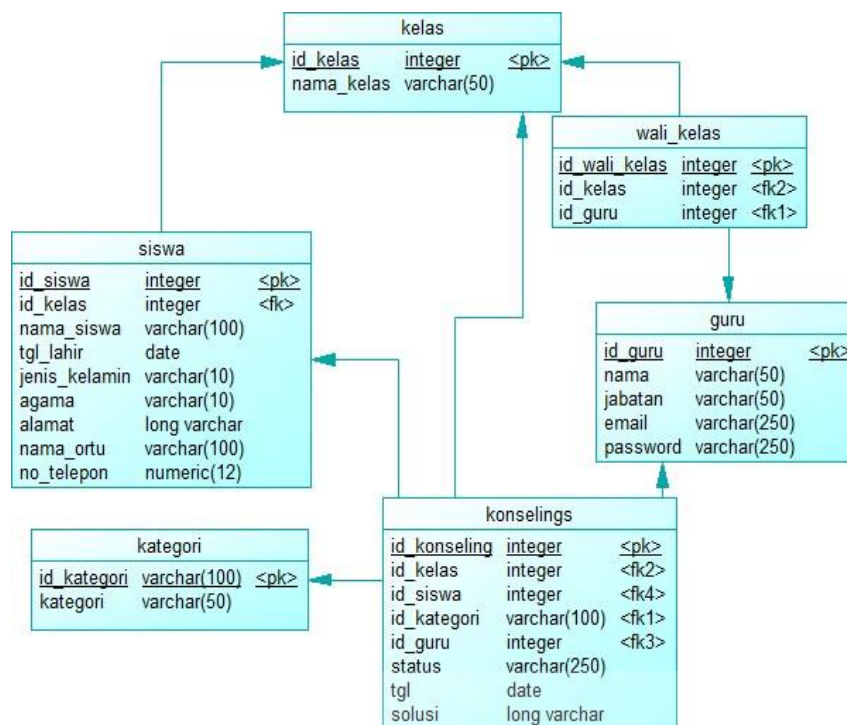 kelas
id_kelas integer <pk>
nama_kelas varchar(50)
wali_kelas
id_wali_kelas integer <pk>
id_kelas integer <fk2>
id_guru integer <fk1>
siswa
id_siswa integer <pk>
id_kelas integer <fk>
nama_siswa varchar(100)
tgl_lahir date
jenis_kelamin varchar(10)
agama varchar(10)
alamat long varchar
nama_ortu varchar(100)
no_telepon numeric(12)
guru
id_guru integer <pk>
nama varchar(50)
jabatan varchar(50)
email varchar(250)
password varchar(250)
kategori
id_kategori varchar(100) <pk>
kategori varchar(50)
konselings
id_konseling integer <pk>
id_kelas integer <fk2>
id_siswa integer <fk4>
id_kategori varchar(100) <fk1>
id_guru integer <fk3>
status varchar(250)
tgl date
solusi long varchar